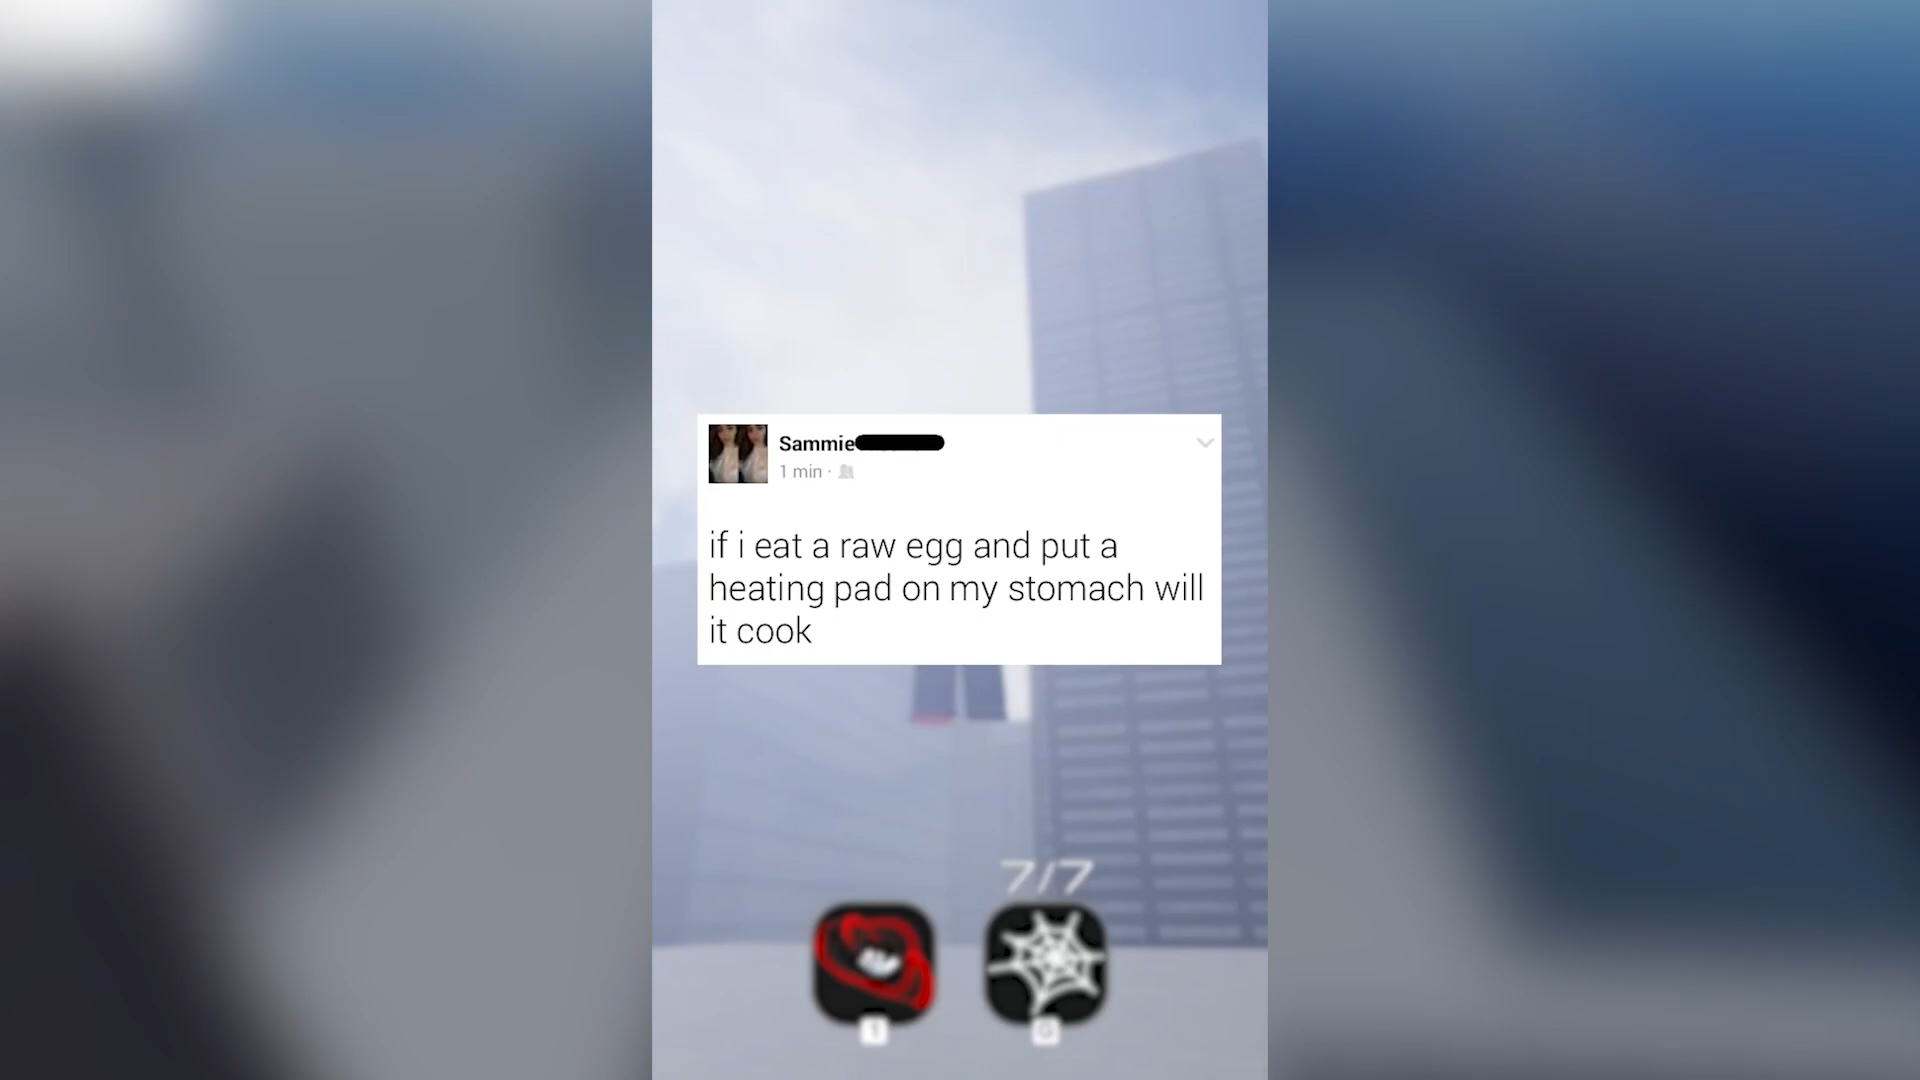 Sammie
1 min ·
if i eat a raw egg and put a
heating pad on my stomach will
it cook
7/7
1
G